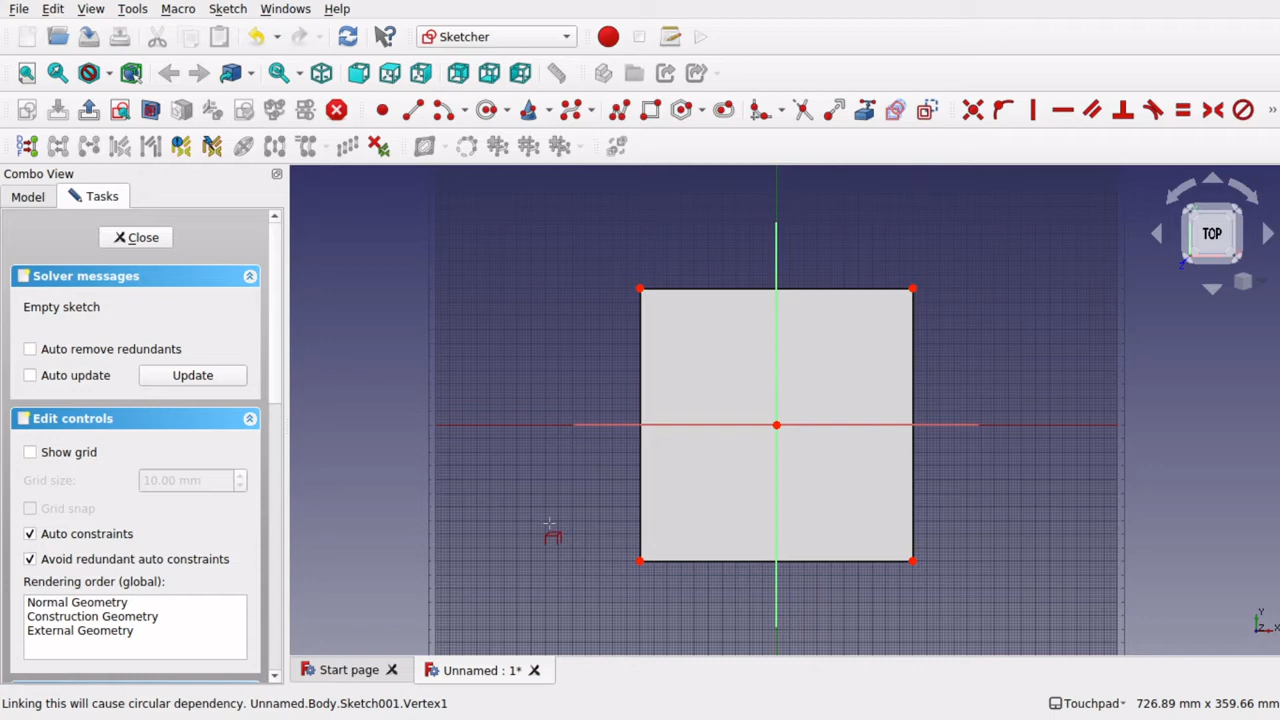 File Edit View Tools Macro Sketch Windows Help
Sketcher
Combo View
Model Tasks
Close
Solver messages
Empty sketch
Auto remove redundants
Auto update Update
Edit controls
Show grid
Grid size: 10.00 mm
Grid snap
Auto constraints
Avoid redundant auto constraints
Rendering order (global):
Normal Geometry
Construction Geometry
External Geometry
TOP
Z
Y
Z X
Start page Unnamed : 1*
Linking this will cause circular dependency. Unnamed.Body.Sketch001.Vertex1 Touchpad 726.89 mm x 359.66 mm